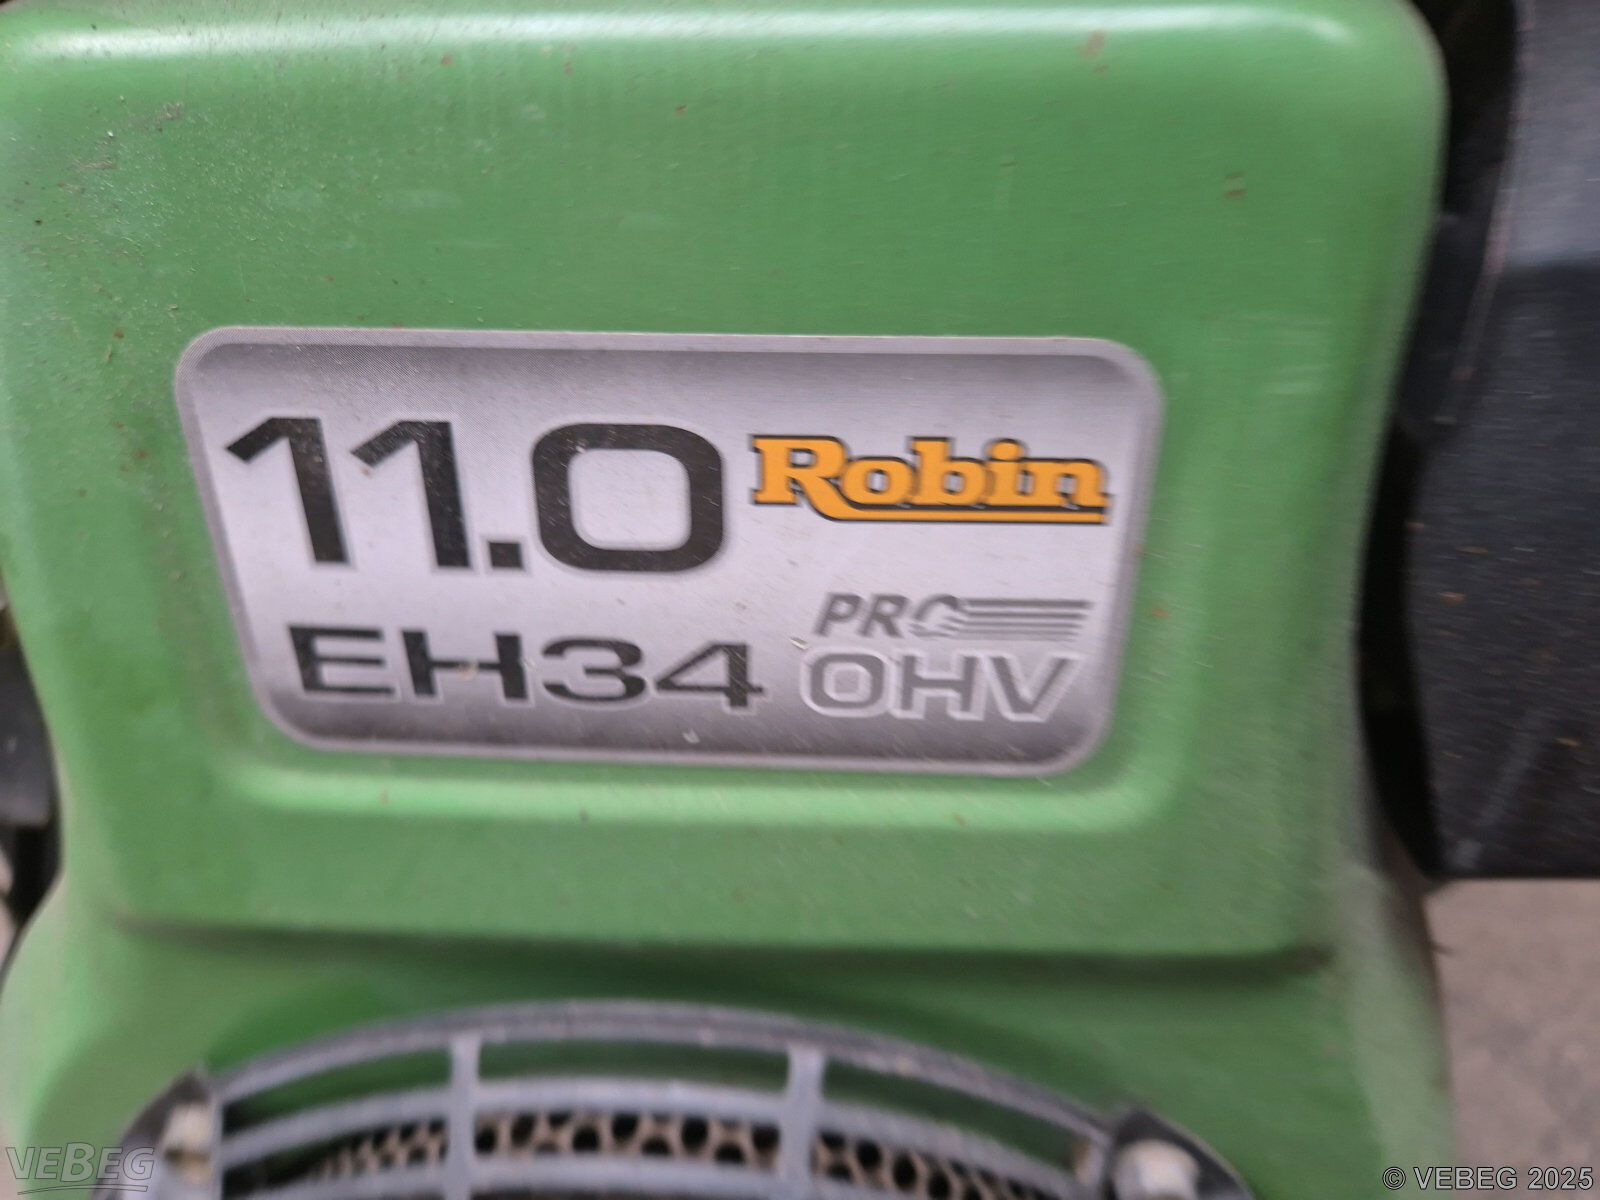 11.0 Robin
PRO
EH34 OHV
VEBEG
© VEBEG 2025